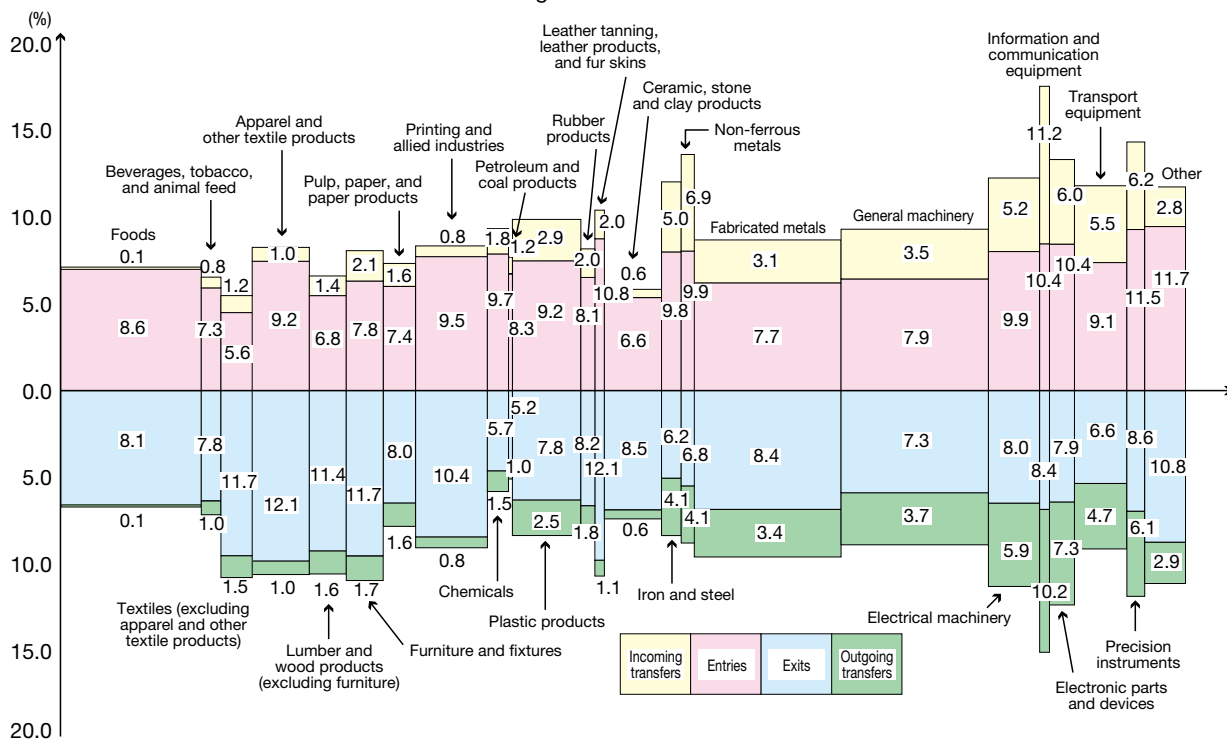 (%)
20.0
15.0
10.0
5.0
0.0
5.0
10.0
15.0
20.0
Foods
0.1
8.6
8.1
0.1
Beverages, tobacco,
and animal feed
0.8
7.3
7.8
1.0
1.2
5.6
11.7
1.5
Textiles (excluding
apparel and other
textile products)
Apparel and
other textile products
1.0
9.2
12.1
1.0
1.4
6.8
11.4
1.6
Lumber and
wood products
(excluding furniture)
2.1
7.8
11.7
1.7
Furniture and fixtures
Pulp, paper, and
paper products
1.6
7.4
8.0
1.6
Printing and
allied industries
0.8
9.5
10.4
0.8
1.8
9.7
5.7
1.5
Chemicals
Petroleum and
coal products
1.2
8.3
5.2
1.0
2.9
9.2
7.8
2.5
Plastic products
Rubber
products
2.0
8.1
8.2
1.8
Leather tanning,
leather products,
and fur skins
2.0
10.8
12.1
1.1
Ceramic, stone
and clay products
0.6
6.6
8.5
0.6
5.0
9.8
6.2
4.1
Iron and steel
Non-ferrous
metals
6.9
9.9
6.8
4.1
Fabricated metals
3.1
7.7
8.4
3.4
General machinery
3.5
7.9
7.3
3.7
5.2
9.9
8.0
5.9
Electrical machinery
Information and
communication
equipment
11.2
10.4
8.4
10.2
6.0
10.4
7.9
7.3
Electronic parts
and devices
Transport
equipment
5.5
9.1
6.6
4.7
6.2
11.5
8.6
6.1
Precision
instruments
Other
2.8
11.7
10.8
2.9
Incoming
transfers
Entries
Exits
Outgoing
transfers